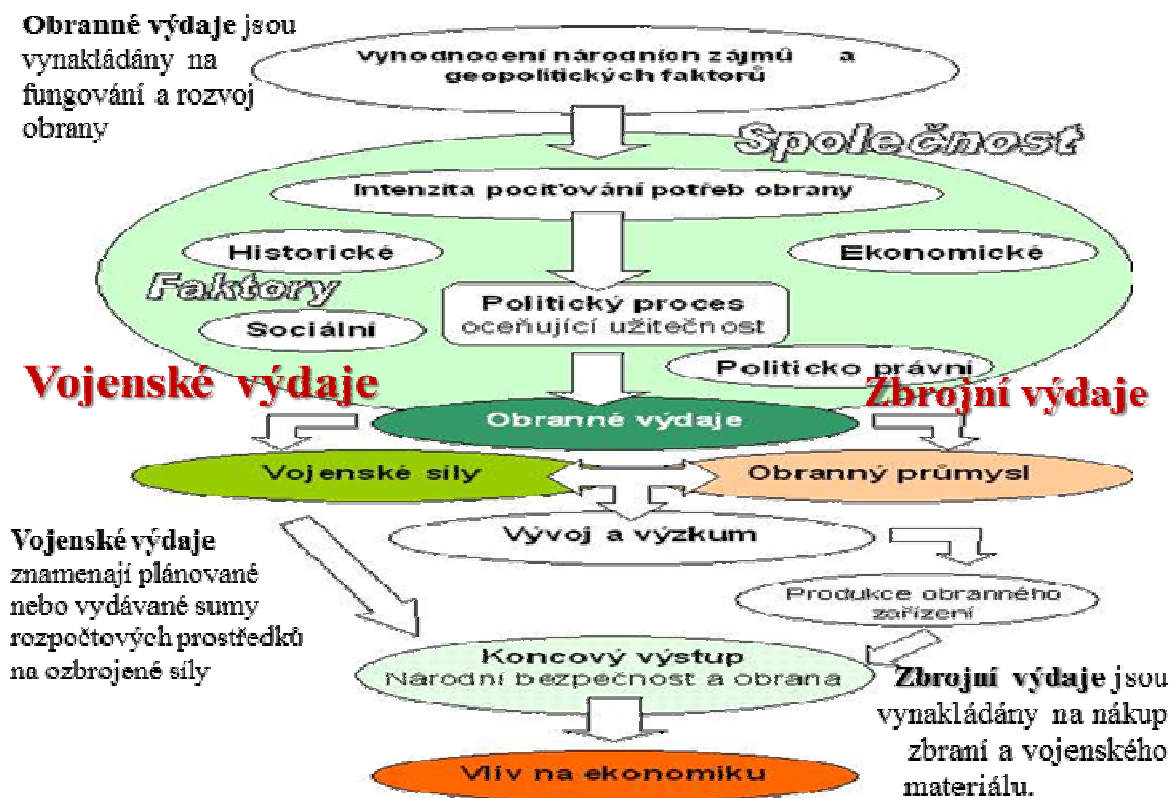 Obranné výdaje jsou
vynakládány na
fungování a rozvoj
obrany
Vyhodnocení národních zájmů a
geopolitických faktorů
Společnost
Intenzita pociťování potřeb obrany
Historické
Ekonomické
Faktory
Politický proces
oceňující užitečnost
Sociální
Politicko právní
Vojenské výdaje
Zbrojní výdaje
Obranné výdaje
Vojenské síly
Obranný průmysl
Vývoj a výzkum
Vojenské výdaje
znamenají plánované
nebo vydávané sumy
rozpočtových prostředků
na ozbrojené síly
Produkce obranného
zařízení
Koncový výstup
Národní bezpečnost a obrana
Zbrojní výdaje jsou
vynakládány na nákup
zbraní a vojenského
materiálu.
Vliv na ekonomiku